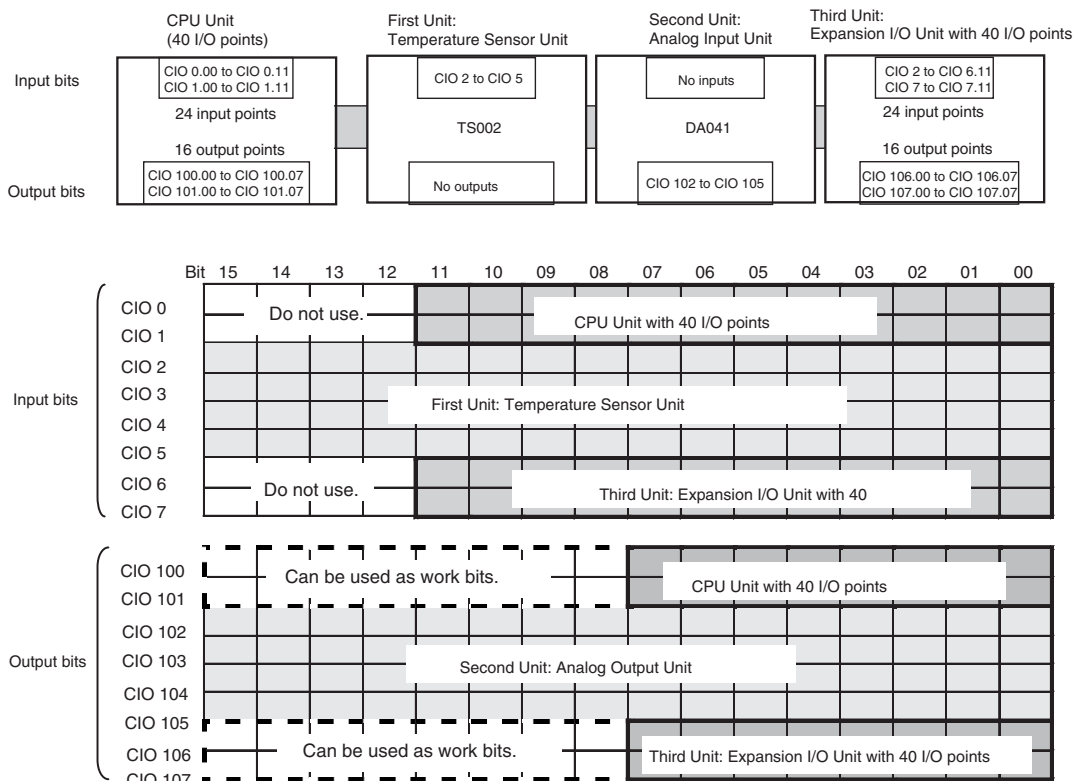 CPU Unit
(40 I/O points)
First Unit:
Temperature Sensor Unit
Second Unit:
Analog Input Unit
Third Unit:
Expansion I/O Unit with 40 I/O points
Input bits
CIO 0.00 to CIO 0.11
CIO 1.00 to CIO 1.11
24 input points
16 output points
CIO 100.00 to CIO 100.07
CIO 101.00 to CIO 101.07
Output bits
CIO 2 to CIO 5
TS002
No outputs
No inputs
DA041
CIO 102 to CIO 105
CIO 2 to CIO 6.11
CIO 7 to CIO 7.11
24 input points
16 output points
CIO 106.00 to CIO 106.07
CIO 107.00 to CIO 107.07
Bit 15 14 13 12 11 10 09 08 07 06 05 04 03 02 01 00
Input bits
CIO 0
CIO 1
Do not use.
CPU Unit with 40 I/O points
CIO 2
CIO 3
CIO 4
CIO 5
First Unit: Temperature Sensor Unit
CIO 6
CIO 7
Do not use.
Third Unit: Expansion I/O Unit with 40
Output bits
CIO 100
CIO 101
Can be used as work bits.
CPU Unit with 40 I/O points
CIO 102
CIO 103
CIO 104
CIO 105
Second Unit: Analog Output Unit
CIO 106
CIO 107
Can be used as work bits.
Third Unit: Expansion I/O Unit with 40 I/O points